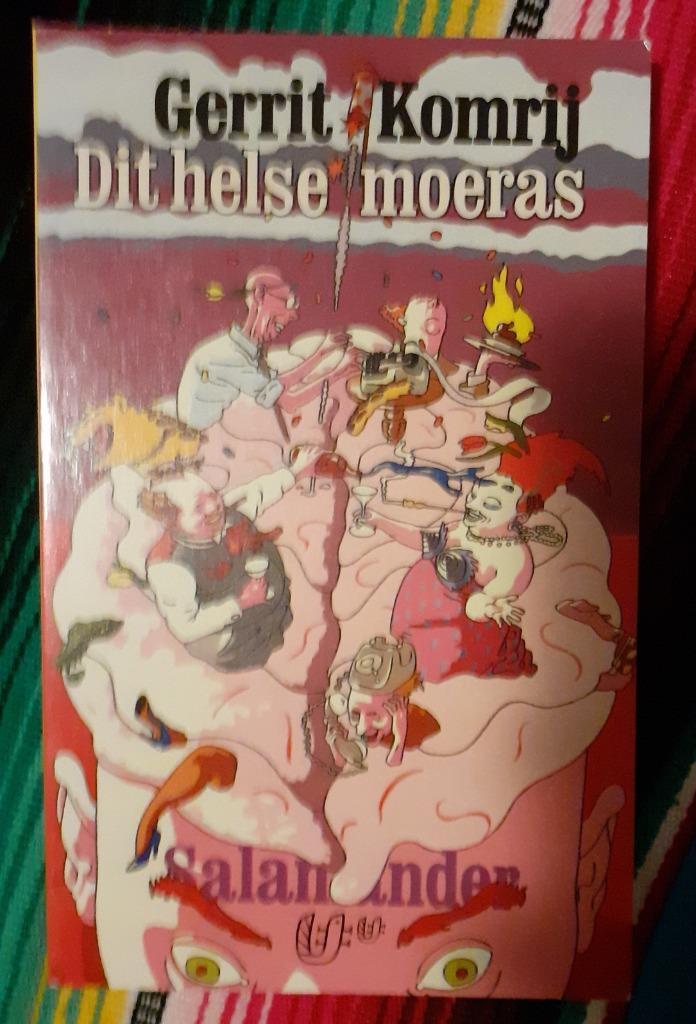 Gerrit Komrij
Dit helse moeras
Salamander